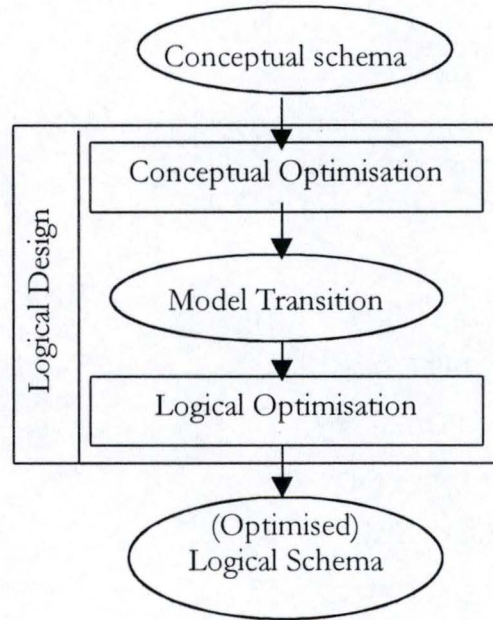 Conceptual schema
Logical Design
Conceptual Optimisation
Model Transition
Logical Optimisation
(Optimised)
Logical Schema